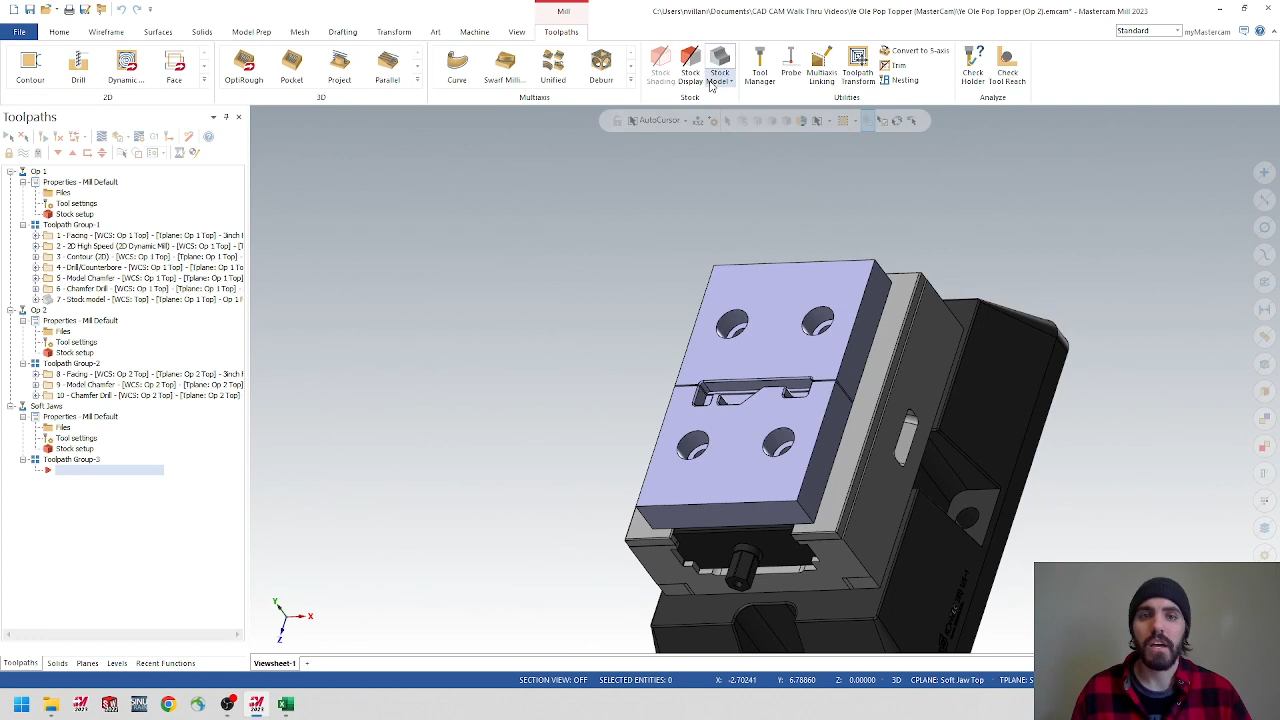 Mill
C:\Users\nvillani\Documents\CAD CAM Walk Thru Videos\Ye Ole Pop Topper (MasterCam)\Ye Ole Pop Topper (Op 2).emcam* - Mastercam Mill 2023
File Home Wireframe Surfaces Solids Model Prep Mesh Drafting Transform Art Machine View Toolpaths
Standard myMastercam
Contour Drill Dynamic ... Face
2D
OptiRough Pocket Project Parallel
3D
Curve Swarf Milli... Unified Deburr
Multiaxis
Stock Shading Stock Display Stock Model
Stock
Tool Manager Probe Multiaxis Linking Toolpath Transform Convert to 5-axis Trim Nesting
Utilities
Check Holder Check Tool Reach
Analyze
Toolpaths
AutoCursor
G1
Op 1
Properties - Mill Default
Files
Tool settings
Stock setup
Toolpath Group-1
1 - Facing - [WCS: Op 1 Top] - [Tplane: Op 1 Top] - 3inch
2 - 2D High Speed (2D Dynamic Mill) - [WCS: Op 1 Top] - [T
3 - Contour (2D) - [WCS: Op 1 Top] - [Tplane: Op 1 Top] -
4 - Drill/Counterbore - [WCS: Op 1 Top] - [Tplane: Op 1 T
5 - Model Chamfer - [WCS: Op 1 Top] - [Tplane: Op 1 Top]
6 - Chamfer Drill - [WCS: Op 1 Top] - [Tplane: Op 1 Top] -
7 - Stock model - [WCS: Top] - [Tplane: Top] - Op 1
Op 2
Properties - Mill Default
Files
Tool settings
Stock setup
Toolpath Group-2
8 - Facing - [WCS: Op 2 Top] - [Tplane: Op 2 Top] - 3inch
9 - Model Chamfer - [WCS: Op 2 Top] - [Tplane: Op 2 Top]
10 - Chamfer Drill - [WCS: Op 2 Top] - [Tplane: Op 2 Top]
Soft Jaws
Properties - Mill Default
Files
Tool settings
Stock setup
Toolpath Group-3
Y
X
Z
Toolpaths Solids Planes Levels Recent Functions
Viewsheet-1 +
SECTION VIEW: OFF SELECTED ENTITIES: 0 X: -2.70241 Y: 6.78860 Z: 0.00000 3D CPLANE: Soft Jaw Top TPLANE: S
SINU
2023